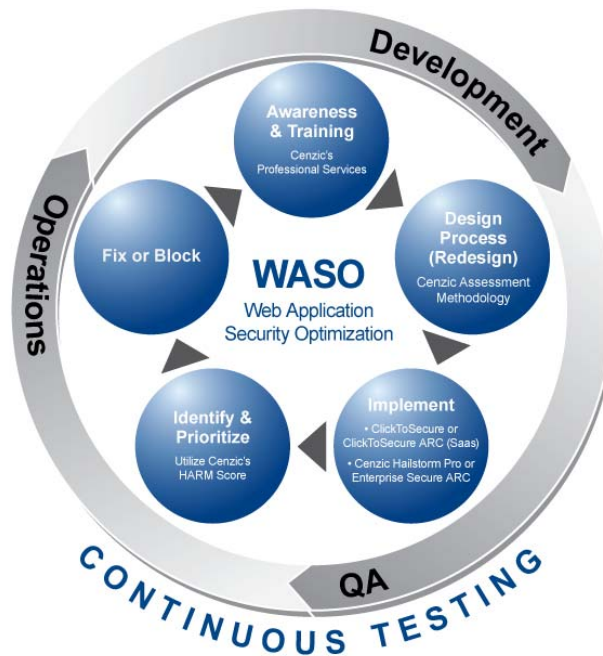 Development
Awareness
& Training
Cenzic's
Professional Services
Design
Process
(Redesign)
Cenzic Assessment
Methodology
Operations
Fix or Block
WASO
Web Application
Security Optimization
Identify &
Prioritize
Utilize Cenzic's
HARM Score
Implement
• ClickToSecure or
ClickToSecure ARC (Saas)
• Cenzic Hailstorm Pro or
Enterprise Secure ARC
QA
CONTINUOUS TESTING